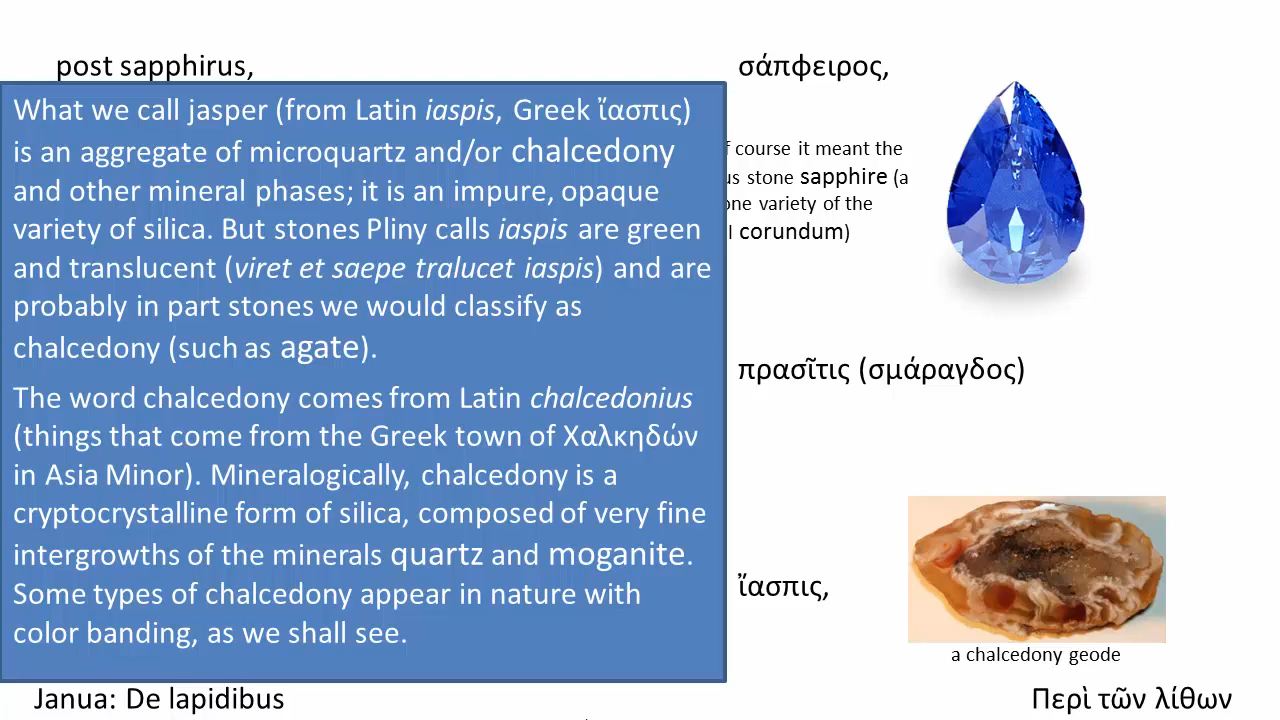 post sapphirus,
σάπφειρος,
What we call jasper (from Latin iaspis, Greek ἴασπις)
is an aggregate of microquartz and/or chalcedony
and other mineral phases; it is an impure, opaque
variety of silica. But stones Pliny calls iaspis are green
and translucent (viret et saepe tralucet iaspis) and are
probably in part stones we would classify as
chalcedony (such as agate).
The word chalcedony comes from Latin chalcedonius
(things that come from the Greek town of Χαλκηδών
in Asia Minor). Mineralogically, chalcedony is a
cryptocrystalline form of silica, composed of very fine
intergrowths of the minerals quartz and moganite.
Some types of chalcedony appear in nature with
color banding, as we shall see.
course it meant the
stone sapphire (a
one variety of the
corundum)
πρασῖτις (σμάραγδος)
ἴασπις,
a chalcedony geode
Janua: De lapidibus
Περὶ τῶν λίθων